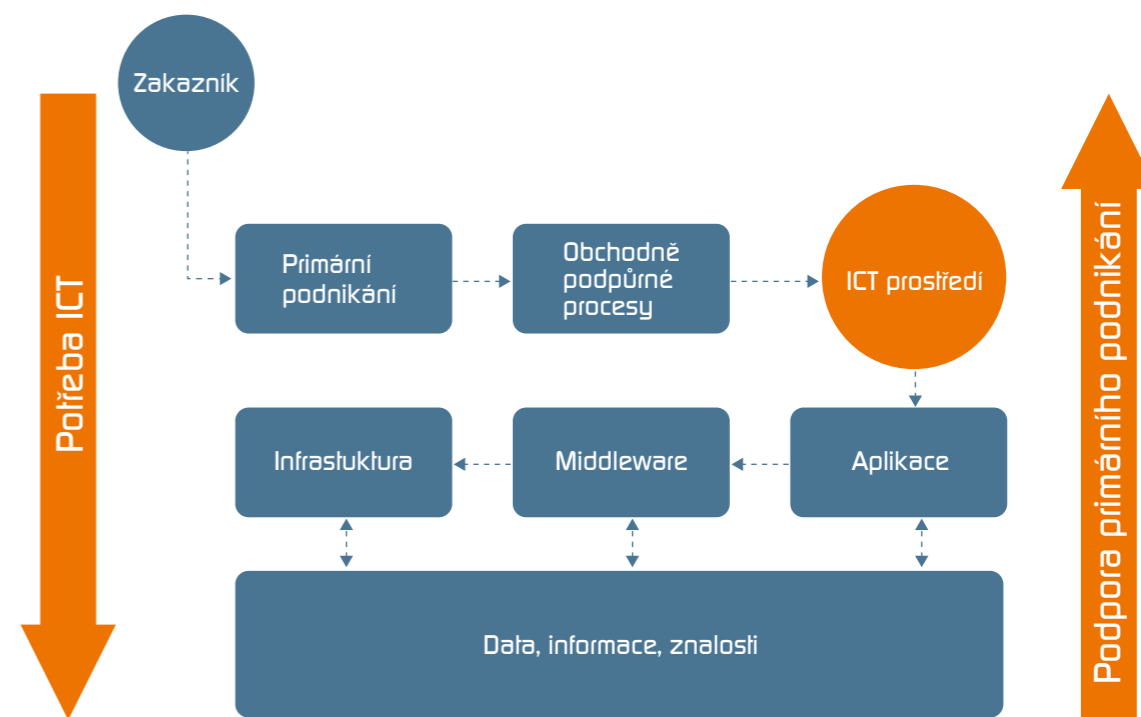 Zakazník
Potřeba ICT
Primární
podnikání
Obchodně
podpůrné
procesy
ICT prostředí
Podpora primárního podnikání
Infrastuktura
Middleware
Aplikace
Data, informace, znalosti